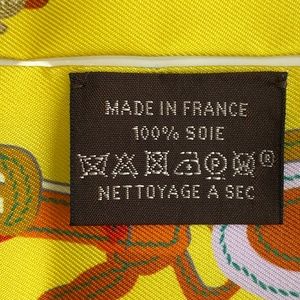 MADE IN FRANCE
100% SOIE
®
NETTOYAGE A SEC